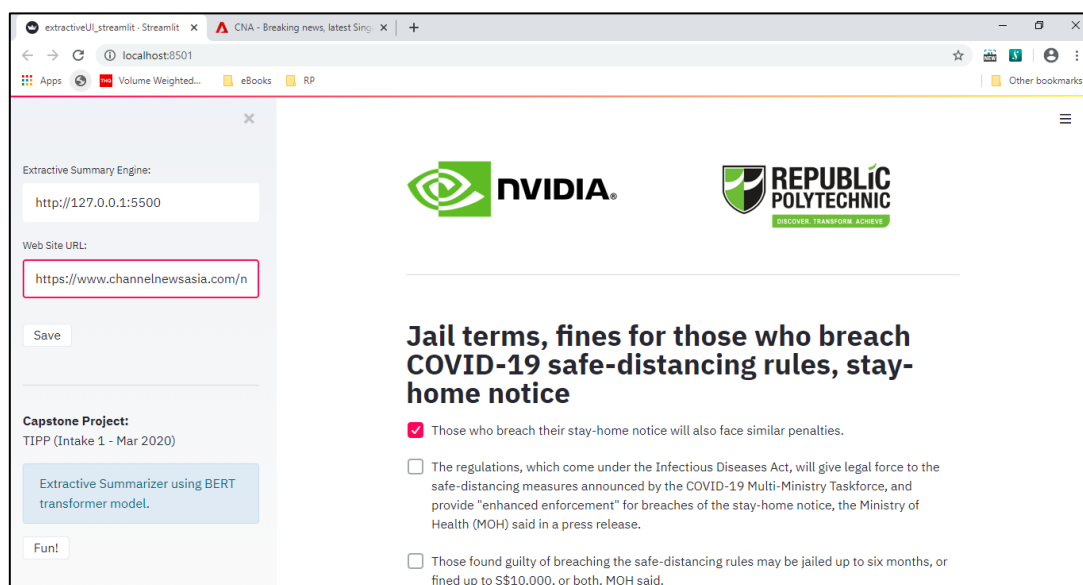 extractiveUI_streamlit · Streamlit
CNA - Breaking news, latest Sing
localhost:8501
Apps
THQ
Volume Weighted...
eBooks
RP
NEW
S
Other bookmarks
Extractive Summary Engine:
http://127.0.0.1:5500
Web Site URL:
https://www.channelnewsasia.com/n
Save
Capstone Project:
TIPP (Intake 1 - Mar 2020)
Extractive Summarizer using BERT
transformer model.
Fun!
NVIDIA®
REPUBLIC
POLYTECHNIC
DISCOVER. TRANSFORM. ACHIEVE
Jail terms, fines for those who breach
COVID-19 safe-distancing rules, stay-
home notice
Those who breach their stay-home notice will also face similar penalties.
The regulations, which come under the Infectious Diseases Act, will give legal force to the
safe-distancing measures announced by the COVID-19 Multi-Ministry Taskforce, and
provide "enhanced enforcement" for breaches of the stay-home notice, the Ministry of
Health (MOH) said in a press release.
Those found guilty of breaching the safe-distancing rules may be jailed up to six months, or
fined up to S$10,000, or both, MOH said.